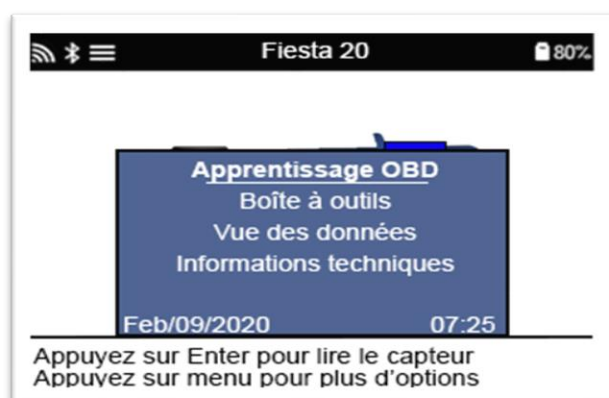 Fiesta 20 80%
Apprentissage OBD
Boîte à outils
Vue des données
Informations techniques
Feb/09/2020 07:25
Appuyez sur Enter pour lire le capteur
Appuyez sur menu pour plus d'options